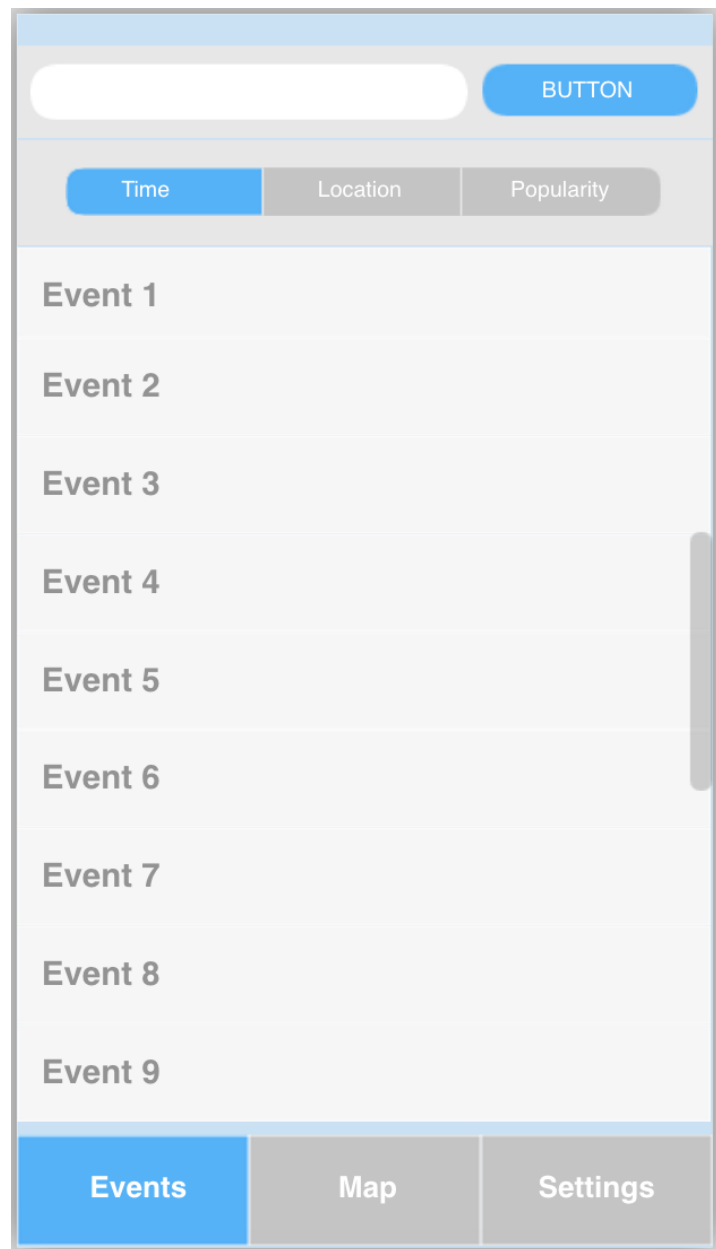 BUTTON
Time Location Popularity
Event 1
Event 2
Event 3
Event 4
Event 5
Event 6
Event 7
Event 8
Event 9
Events Map Settings